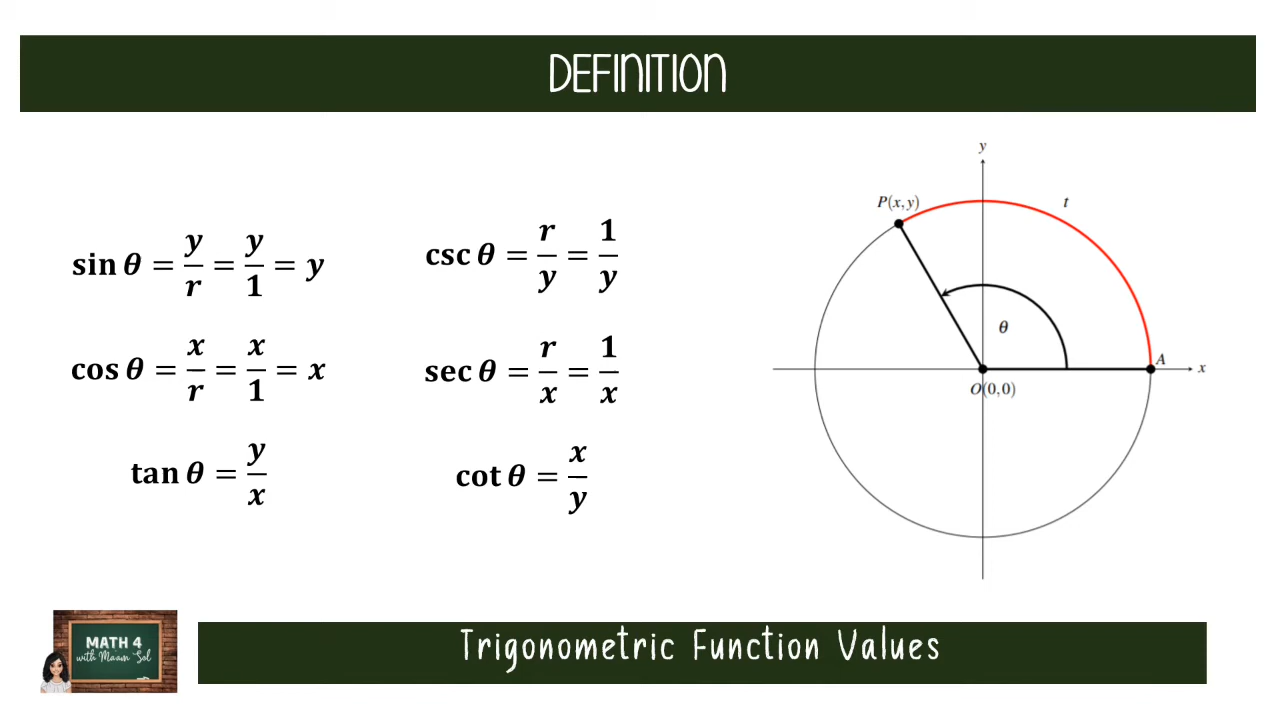 DEFINITION
sin θ = y/r = y/1 = y
csc θ = r/y = 1/y
cos θ = x/r = x/1 = x
sec θ = r/x = 1/x
tan θ = y/x
cot θ = x/y
y
P(x,y)
t
θ
A
x
O(0,0)
MATH 4
with Maam Sol
Trigonometric Function Values